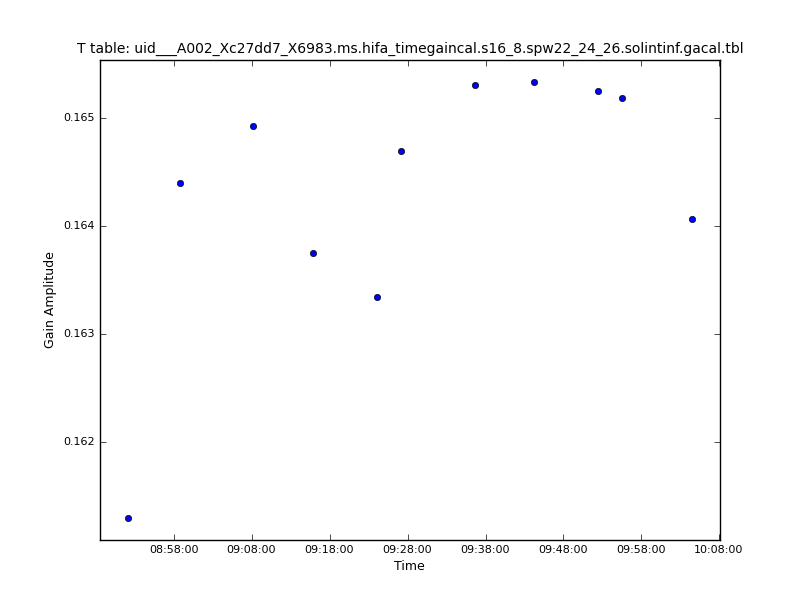 T table: uid___A002_Xc27dd7_X6983.ms.hifa_timegaincal.s16_8.spw22_24_26.solintinf.gacal.tbl
0.165
0.164
0.163
0.162
Gain Amplitude
08:58:00 09:08:00 09:18:00 09:28:00 09:38:00 09:48:00 09:58:00 10:08:00
Time